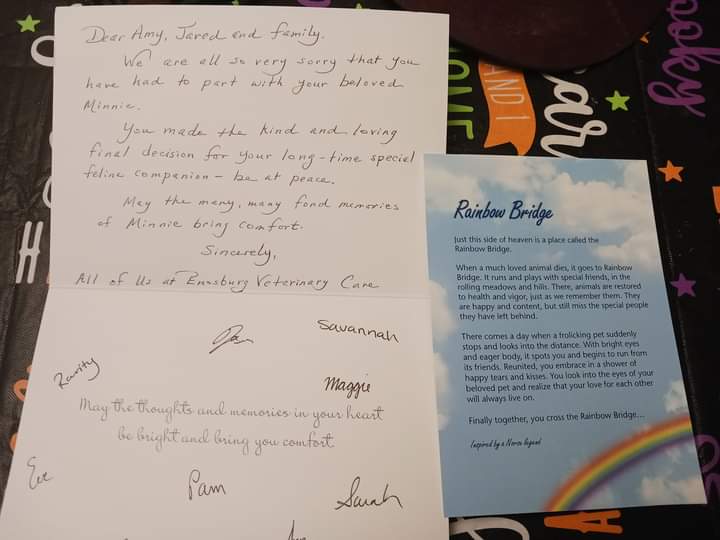 Dear Amy, Jared and family.
We are all so very sorry that you
have had to part with your beloved
Minnie.
You made the kind and loving
final decision for your long-time special
feline companion - be at peace.
May the many, many fond memories
of Minnie bring comfort.
Sincerely,
All of Us at Enosburg Veterinary Care
Savannah
Rarity
Maggie
May the thoughts and memories in your heart
be bright and bring you comfort.
Pam
Sarah
Rainbow Bridge
Just this side of heaven is a place called the
Rainbow Bridge.
When a much loved animal dies, it goes to Rainbow
Bridge. It runs and plays with special friends, in the
rolling meadows and hills. There, animals are restored
to health and vigor, just as we remember them. They
are happy and content, but still miss the special people
they have left behind.
There comes a day when a frolicking pet suddenly
stops and looks into the distance. With bright eyes
and eager body, it spots you and begins to run from
its friends. Reunited, you embrace in a shower of
happy tears and kisses. You look into the eyes of your
beloved pet and realize that your love for each other
will always live on.
Finally together, you cross the Rainbow Bridge...
Inspired by a Norse legend
AND I